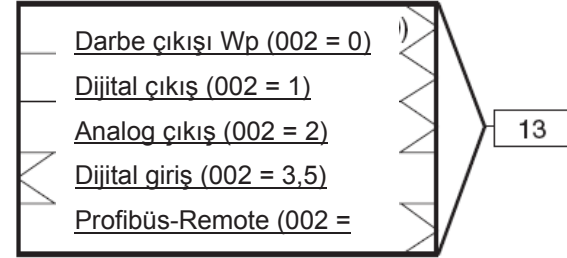 Darbe çıkışı Wp (002 = 0)
)
Dijital çıkış (002 = 1)
Analog çıkış (002 = 2)
13
Dijital giriş (002 = 3,5)
Profibüs-Remote (002 =